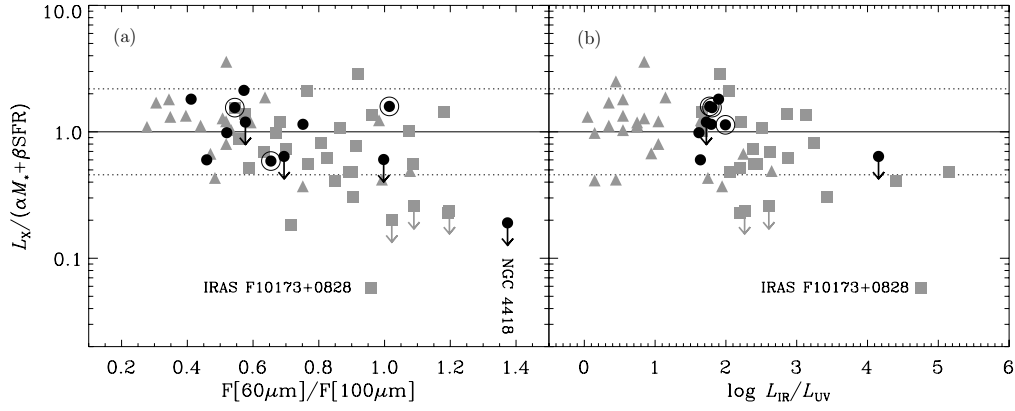 (a)
(b)
10.0
1.0
0.1
L_X/(αM_*+βSFR)
IRAS F10173+0828
NGC 4418
IRAS F10173+0828
0.2 0.4 0.6 0.8 1.0 1.2 1.4
0 1 2 3 4 5 6
F[60μm]/F[100μm]
log L_IR/L_UV